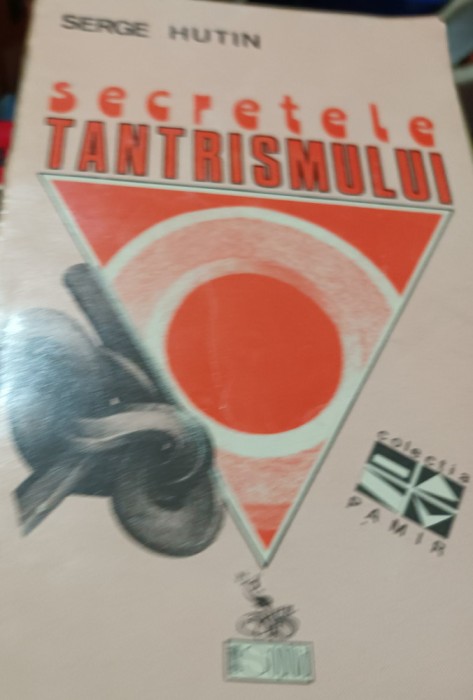 SERGE HUTIN
secretele
TANTRISMULUI
colecția
PAMIR